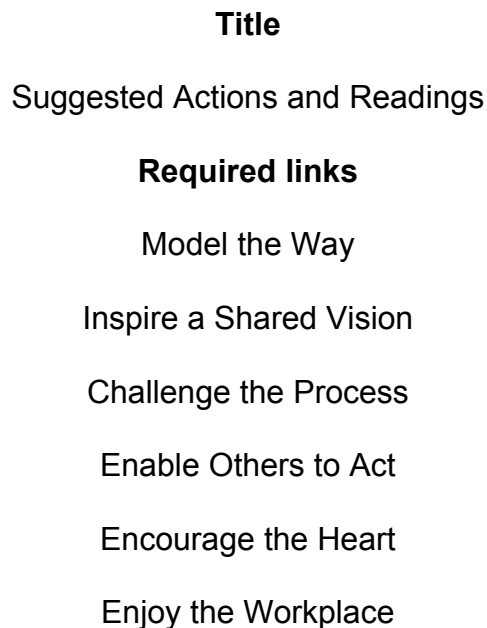 Title
Suggested Actions and Readings
Required links
Model the Way
Inspire a Shared Vision
Challenge the Process
Enable Others to Act
Encourage the Heart
Enjoy the Workplace